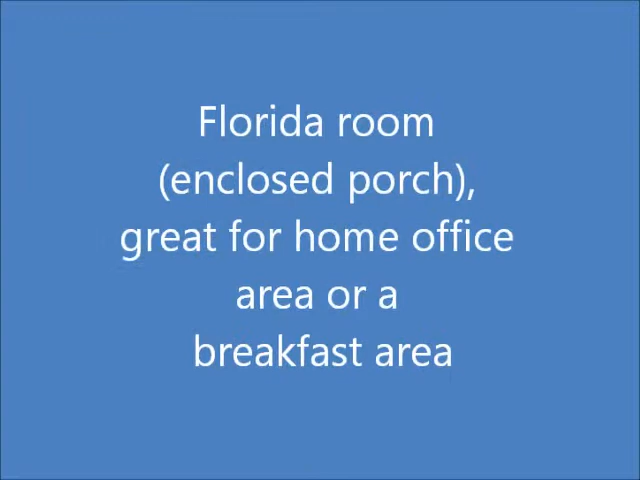 Florida room
(enclosed porch),
great for home office
area or a
breakfast area